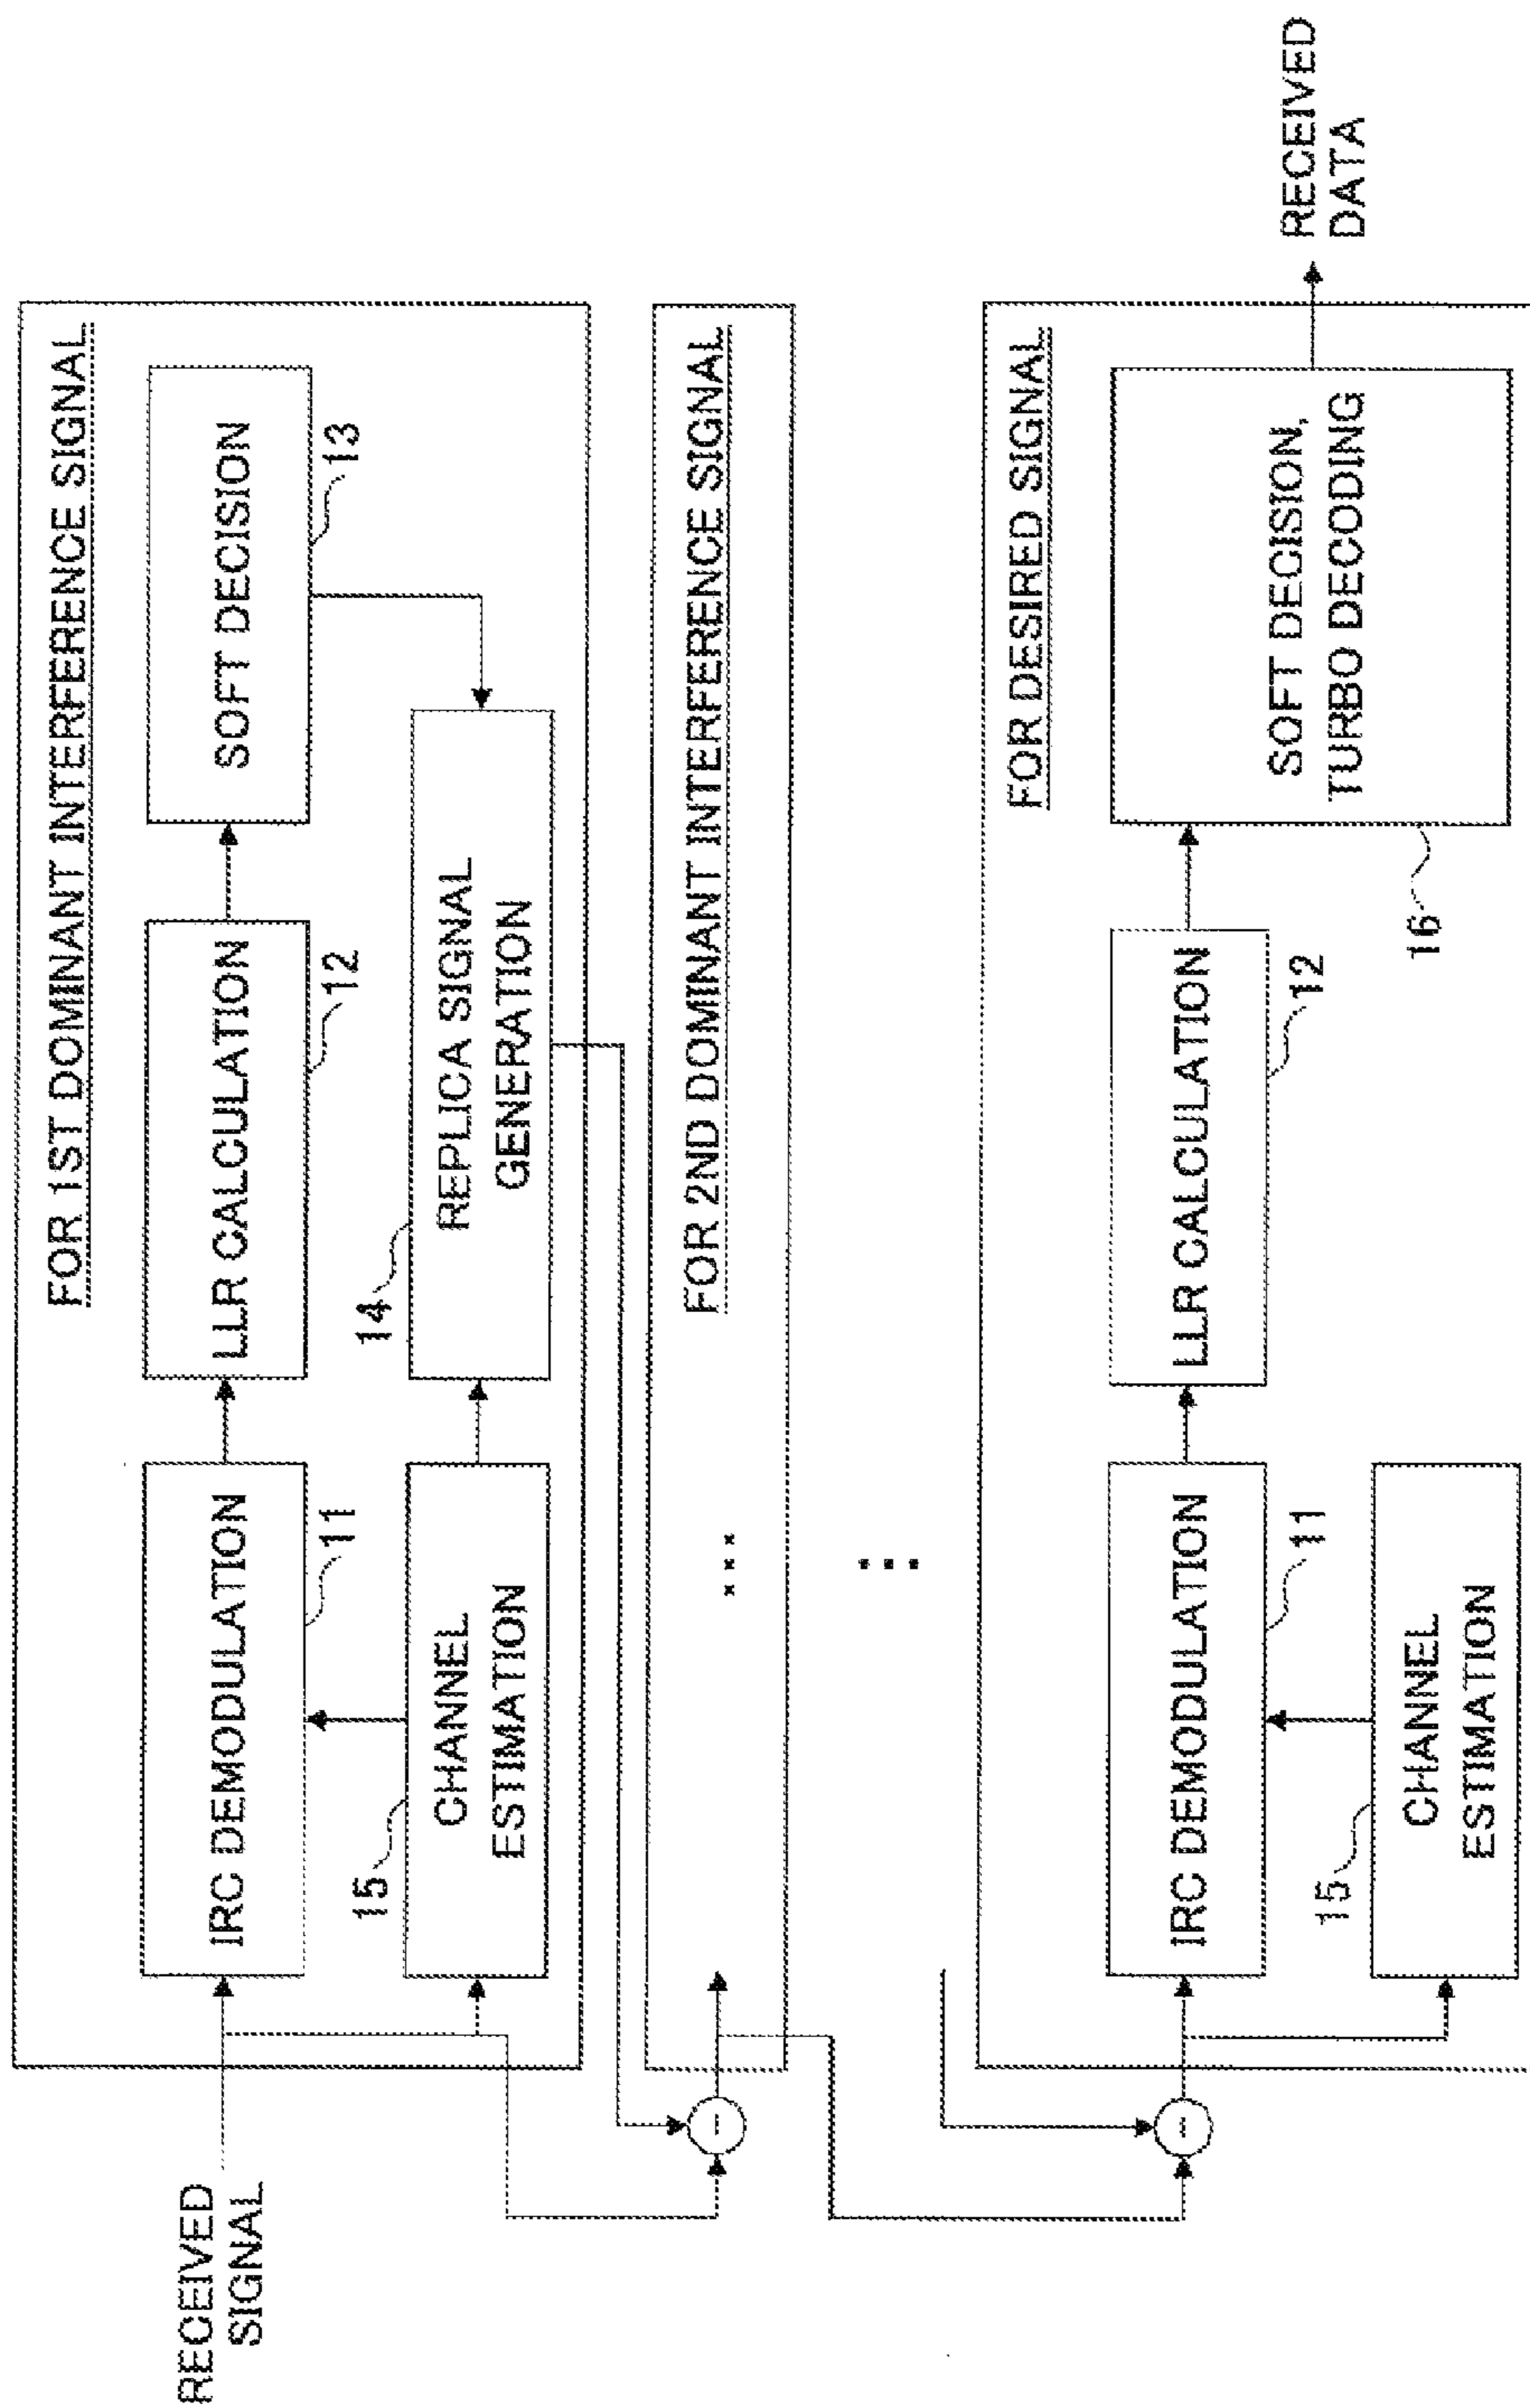 RECEIVED
SIGNAL
FOR 1ST DOMINANT INTERFERENCE SIGNAL
IRC DEMODULATION
11
LLR CALCULATION
12
SOFT DECISION
13
15
CHANNEL
ESTIMATION
14
REPLICA SIGNAL
GENERATION
-
FOR 2ND DOMINANT INTERFERENCE SIGNAL
...
...
-
FOR DESIRED SIGNAL
IRC DEMODULATION
11
LLR CALCULATION
12
SOFT DECISION,
TURBO DECODING
16
15
CHANNEL
ESTIMATION
RECEIVED
DATA